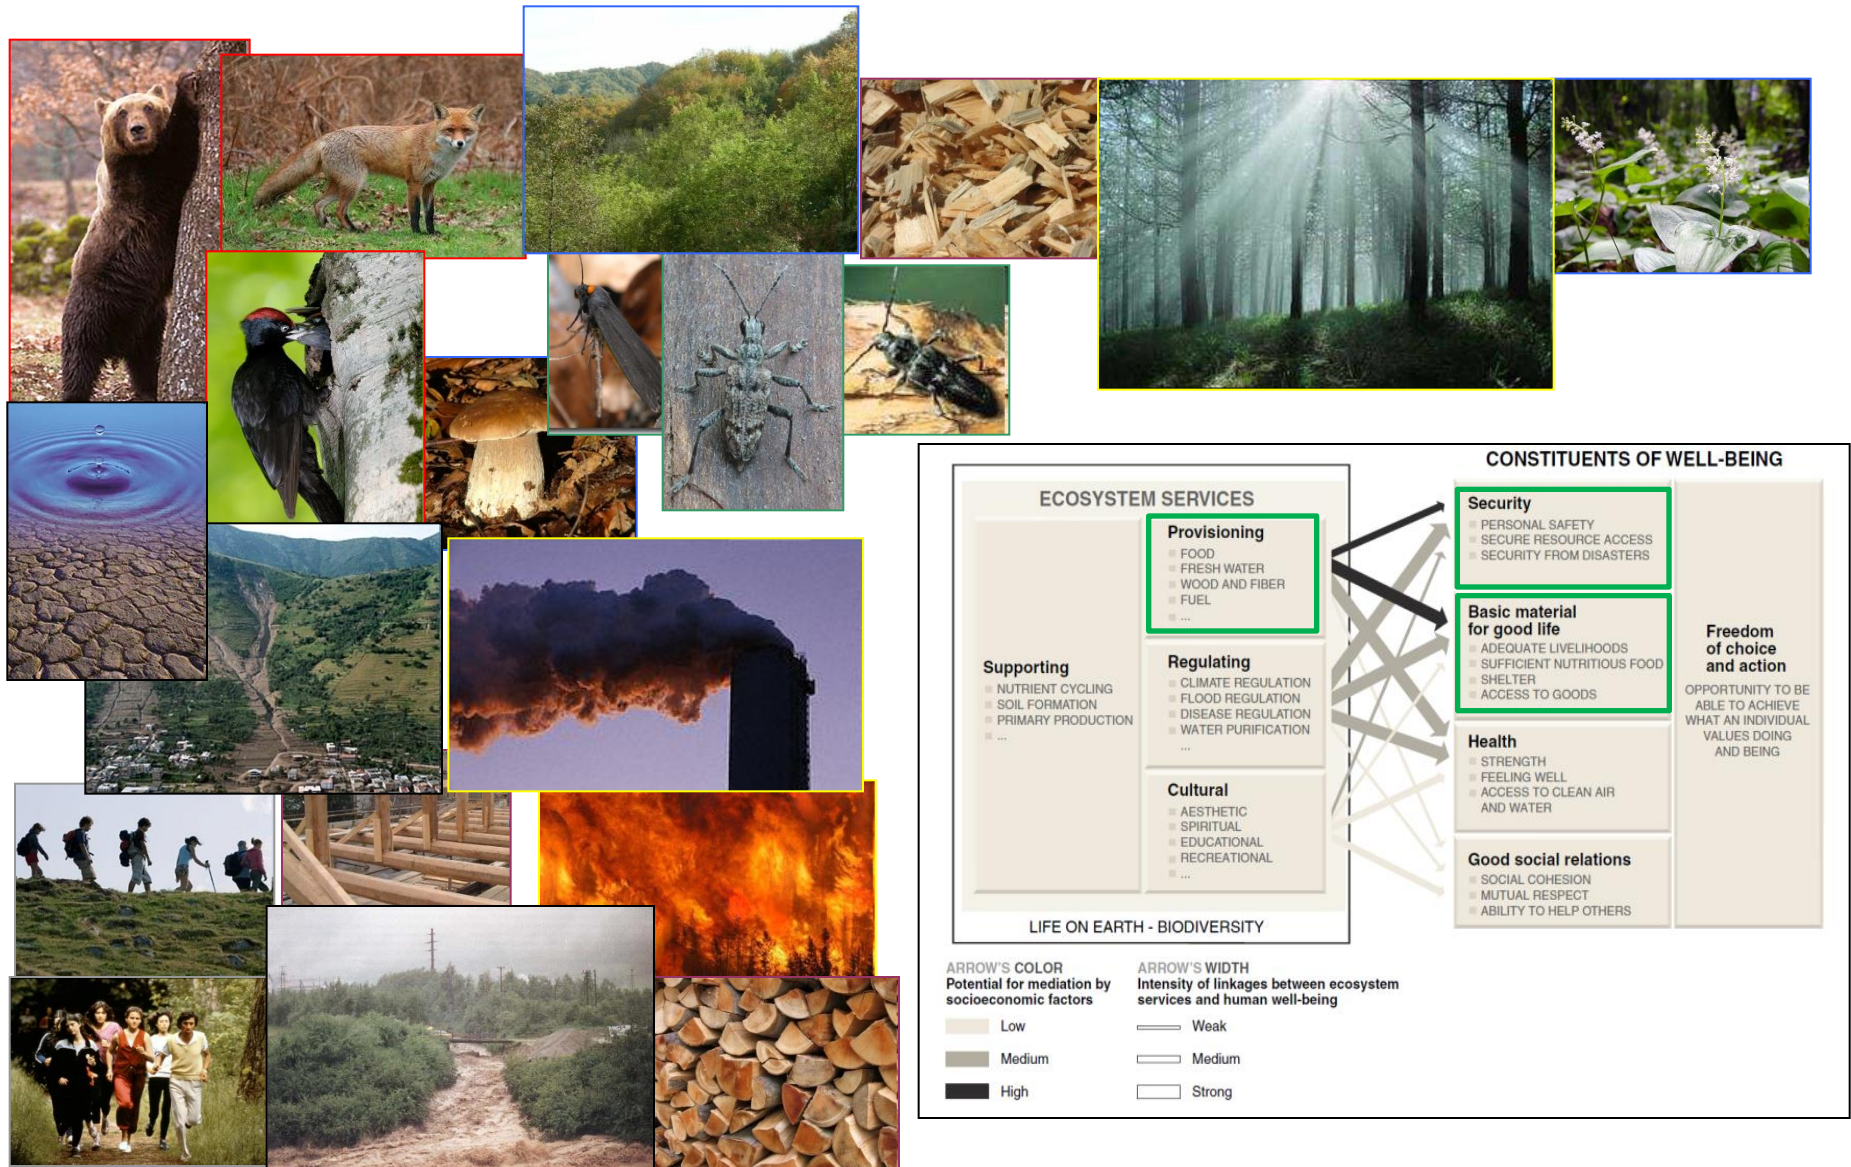 CONSTITUENTS OF WELL-BEING
ECOSYSTEM SERVICES
Supporting
NUTRIENT CYCLING
SOIL FORMATION
PRIMARY PRODUCTION
...
Provisioning
FOOD
FRESH WATER
WOOD AND FIBER
FUEL
...
Regulating
CLIMATE REGULATION
FLOOD REGULATION
DISEASE REGULATION
WATER PURIFICATION
...
Cultural
AESTHETIC
SPIRITUAL
EDUCATIONAL
RECREATIONAL
...
LIFE ON EARTH - BIODIVERSITY
Security
PERSONAL SAFETY
SECURE RESOURCE ACCESS
SECURITY FROM DISASTERS
Basic material
for good life
ADEQUATE LIVELIHOODS
SUFFICIENT NUTRITIOUS FOOD
SHELTER
ACCESS TO GOODS
Health
STRENGTH
FEELING WELL
ACCESS TO CLEAN AIR
AND WATER
Good social relations
SOCIAL COHESION
MUTUAL RESPECT
ABILITY TO HELP OTHERS
Freedom
of choice
and action
OPPORTUNITY TO BE
ABLE TO ACHIEVE
WHAT AN INDIVIDUAL
VALUES DOING
AND BEING
ARROW'S COLOR
Potential for mediation by
socioeconomic factors
Low
Medium
High
ARROW'S WIDTH
Intensity of linkages between ecosystem
services and human well-being
Weak
Medium
Strong